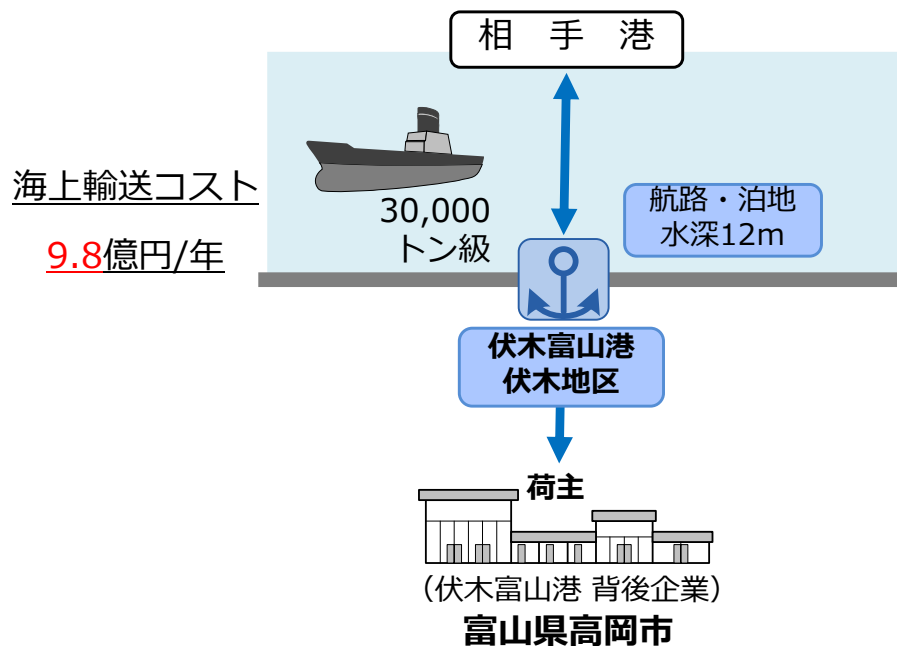 相 手 港
海上輸送コスト
9.8億円/年
30,000
トン級
航路・泊地
水深12m
伏木富山港
伏木地区
荷主
(伏木富山港 背後企業)
富山県高岡市